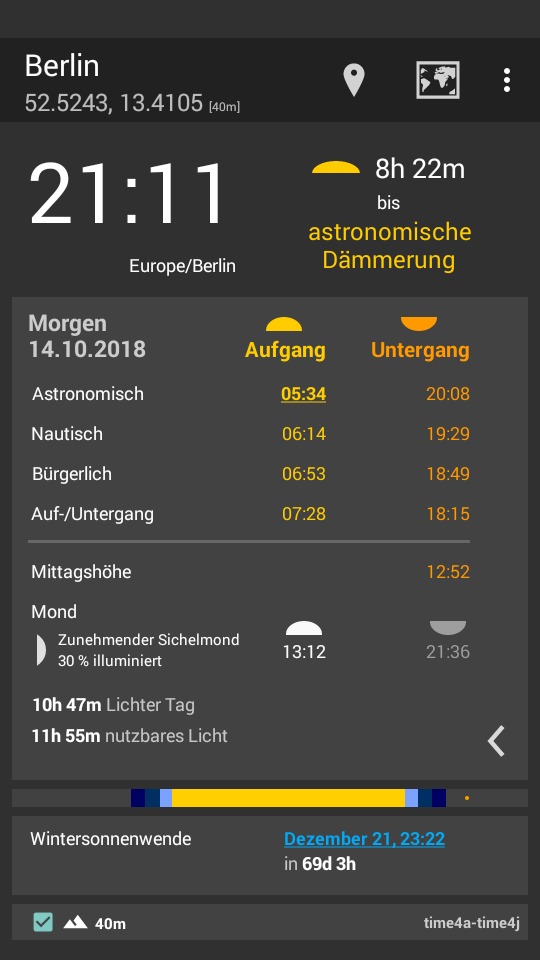 Berlin
52.5243, 13.4105 [40m]
21:11
Europe/Berlin
8h 22m
bis
astronomische
Dämmerung
Morgen
14.10.2018
Aufgang Untergang
Astronomisch 05:34 20:08
Nautisch 06:14 19:29
Bürgerlich 06:53 18:49
Auf-/Untergang 07:28 18:15
Mittagshöhe 12:52
Mond
Zunehmender Sichelmond
30 % illuminiert
13:12 21:36
10h 47m Lichter Tag
11h 55m nutzbares Licht
Wintersonnenwende Dezember 21, 23:22
in 69d 3h
40m time4a-time4j